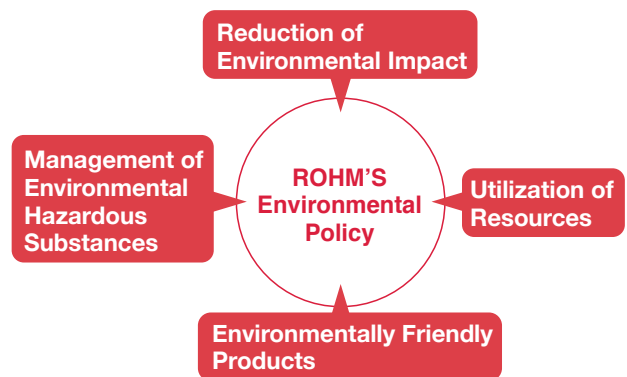 Reduction of
Environmental Impact
Management of
Environmental
Hazardous
Substances
ROHM'S
Environmental
Policy
Utilization of
Resources
Environmentally Friendly
Products